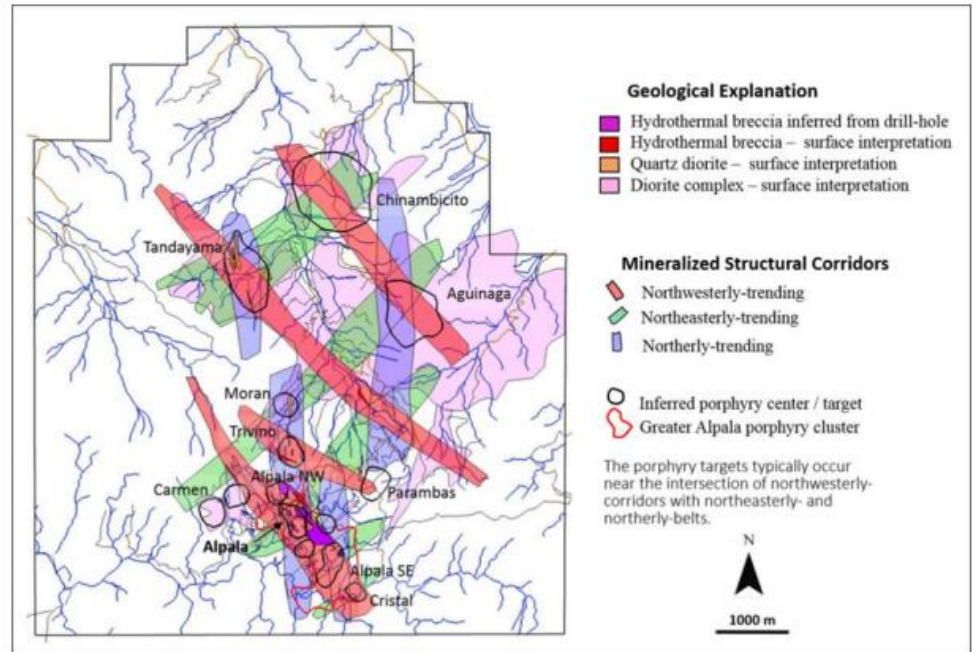 Geological Explanation
Hydrothermal breccia inferred from drill-hole
Hydrothermal breccia – surface interpretation
Quartz diorite – surface interpretation
Diorite complex – surface interpretation
Mineralized Structural Corridors
Northwesterly-trending
Northeasterly-trending
Northerly-trending
Inferred porphyry center / target
Greater Alpala porphyry cluster
The porphyry targets typically occur
near the intersection of northwesterly-
corridors with northeasterly- and
northerly-belts.
N
1000 m
Chinambicito
Tandayama
Aguinaga
Moran
Trivino
Alpala NW
Carmen
Parambas
Alpala
Alpala SE
Cristal